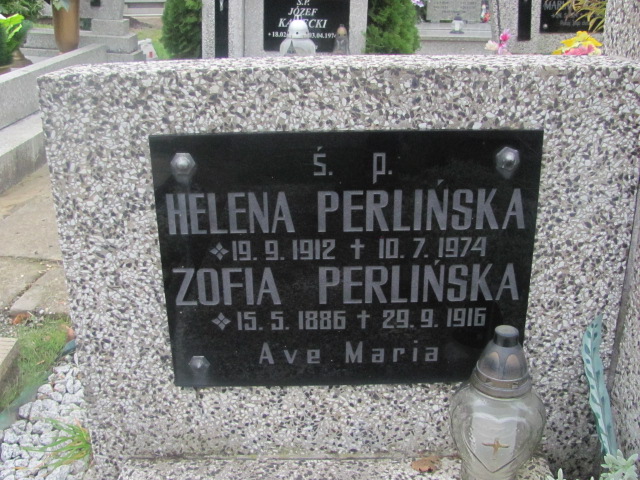 Ś.P.
JÓZEF
ś. p.
HELENA PERLIŃSKA
19. 9. 1912 † 10. 7. 1974
ZOFIA PERLIŃSKA
15. 5. 1886 † 29. 9. 1916
Ave Maria